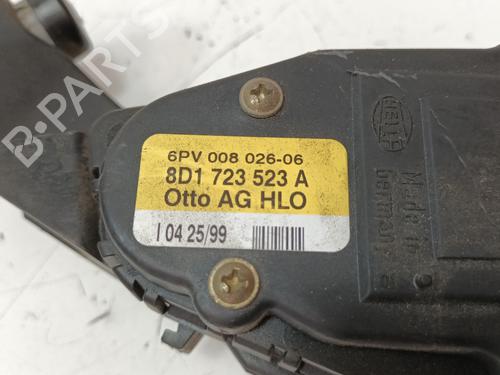 6PV 008 026-06
8D1 723 523 A
Otto AG HLO
I 04 25/99
HELLA
Made in
Germany
B-PARTS